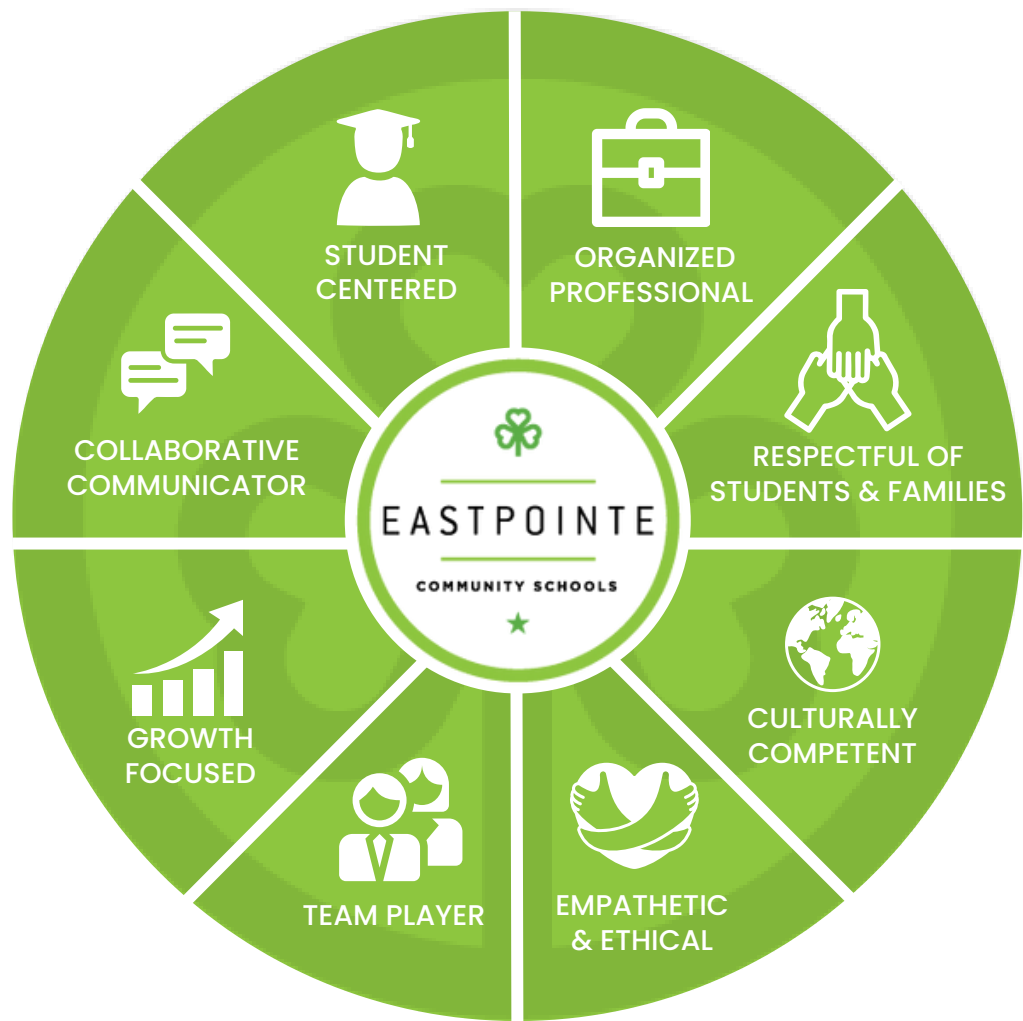 STUDENT
CENTERED
ORGANIZED
PROFESSIONAL
COLLABORATIVE
COMMUNICATOR
RESPECTFUL OF
STUDENTS & FAMILIES
EASTPOINTE
COMMUNITY SCHOOLS
GROWTH
FOCUSED
CULTURALLY
COMPETENT
TEAM PLAYER
EMPATHETIC
& ETHICAL